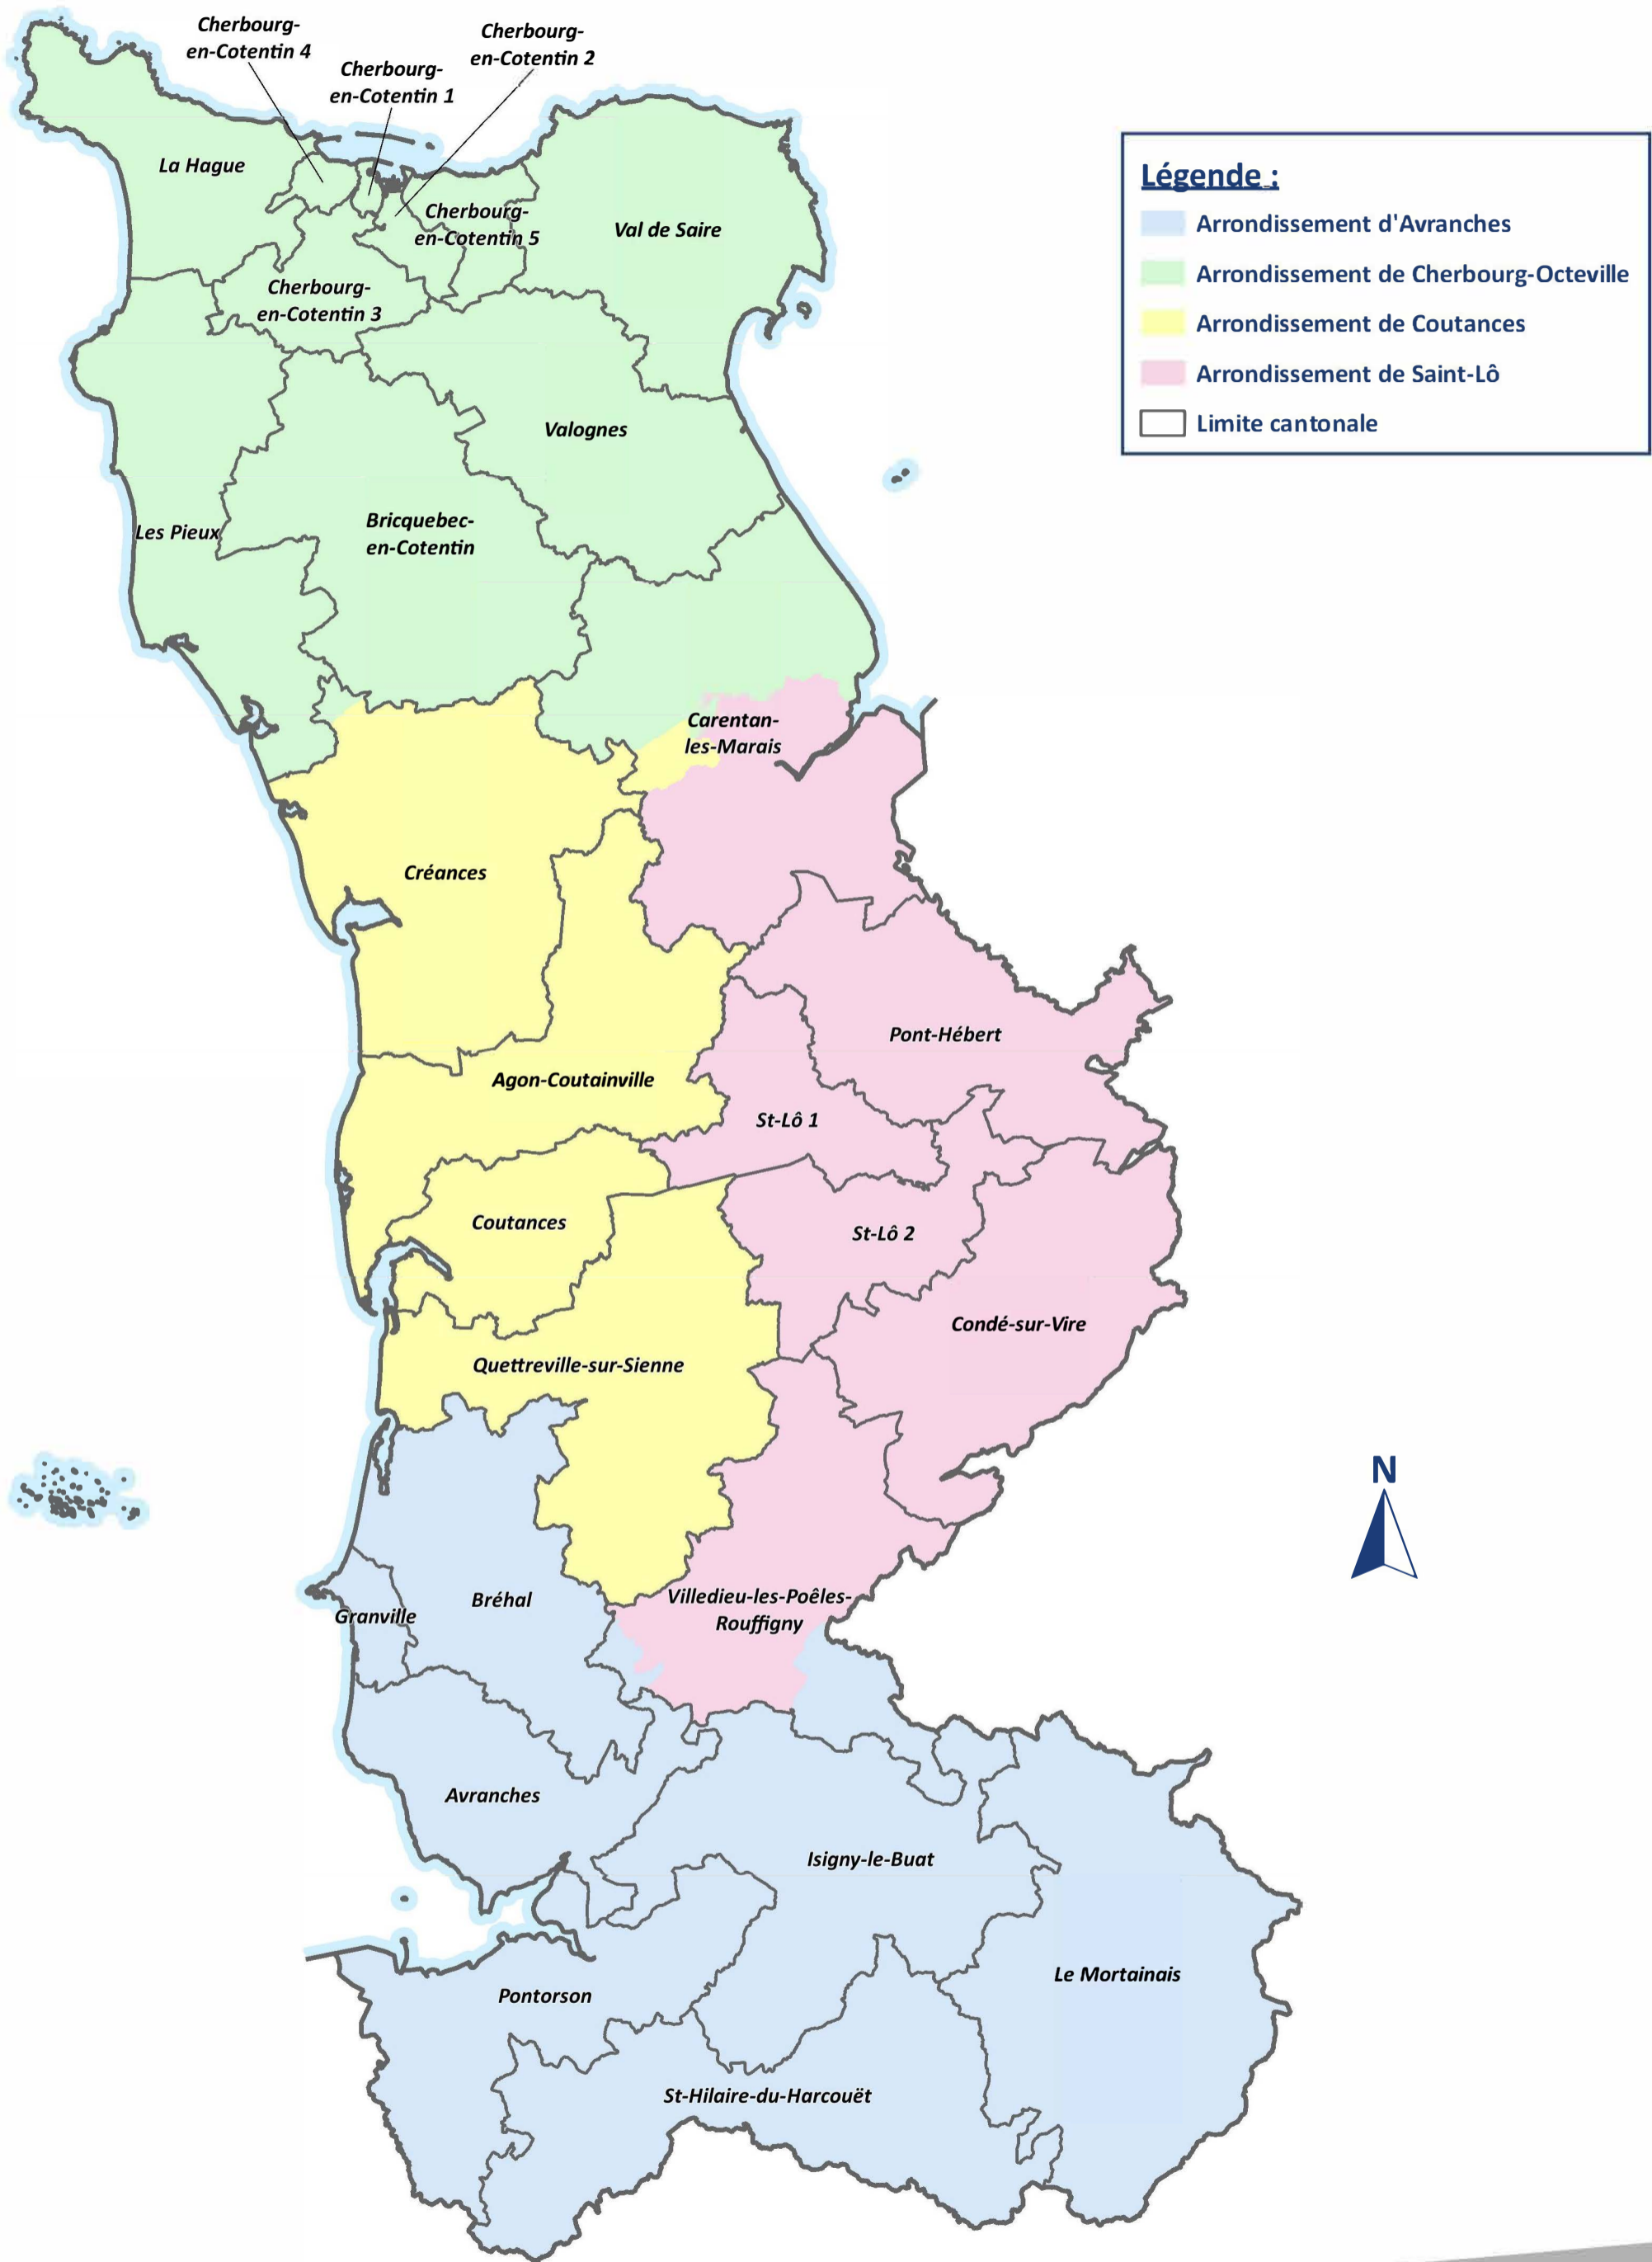 Cherbourg-
en-Cotentin 4
Cherbourg-
en-Cotentin 2
Cherbourg-
en-Cotentin 1
La Hague
Cherbourg-
en-Cotentin 5
Val de Saire
Cherbourg-
en-Cotentin 3
Légende :
Arrondissement d'Avranches
Arrondissement de Cherbourg-Octeville
Arrondissement de Coutances
Arrondissement de Saint-Lô
Limite cantonale
Valognes
Les Pieux
Bricquebec-
en-Cotentin
Carentan-
les-Marais
Créances
Pont-Hébert
Agon-Coutainville
St-Lô 1
Coutances
St-Lô 2
Condé-sur-Vire
Quettreville-sur-Sienne
N
Bréhal
Granville
Villedieu-les-Poêles-
Rouffigny
Avranches
Isigny-le-Buat
Le Mortainais
Pontorson
St-Hilaire-du-Harcouët